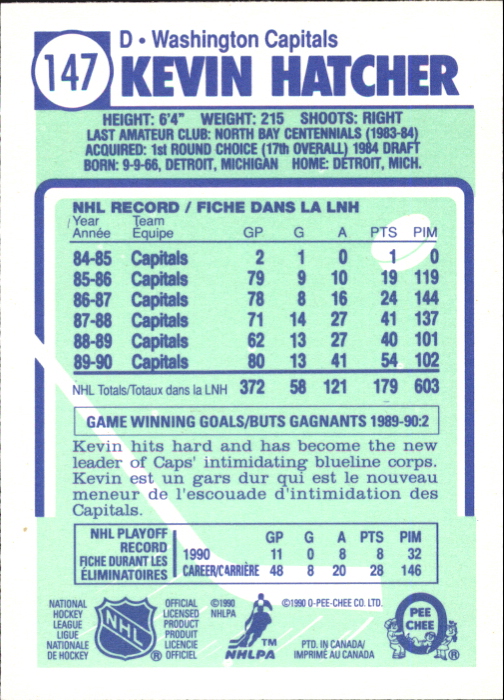 147
D • Washington Capitals
KEVIN HATCHER
HEIGHT: 6'4" WEIGHT: 215 SHOOTS: RIGHT
LAST AMATEUR CLUB: NORTH BAY CENTENNIALS (1983-84)
ACQUIRED: 1st ROUND CHOICE (17th OVERALL) 1984 DRAFT
BORN: 9-9-66, DETROIT, MICHIGAN HOME: DETROIT, MICH.
NHL RECORD / FICHE DANS LA LNH
Year Team
Année Équipe GP G A PTS PIM
84-85 Capitals 2 1 0 1 0
85-86 Capitals 79 9 10 19 119
86-87 Capitals 78 8 16 24 144
87-88 Capitals 71 14 27 41 137
88-89 Capitals 62 13 27 40 101
89-90 Capitals 80 13 41 54 102
NHL Totals/Totaux dans la LNH 372 58 121 179 603
GAME WINNING GOALS/BUTS GAGNANTS 1989-90:2
Kevin hits hard and has become the new
leader of Caps' intimidating blueline corps.
Kevin est un gars dur qui est le nouveau
meneur de l'escouade d'intimidation des
Capitals.
NHL PLAYOFF RECORD
FICHE DURANT LES
ÉLIMINATOIRES
GP G A PTS PIM
1990 11 0 8 8 32
CAREER/CARRIÈRE 48 8 20 28 146
NATIONAL
HOCKEY
LEAGUE
LIGUE
NATIONALE
DE HOCKEY
NHL
®
OFFICIAL
LICENSED
PRODUCT
PRODUIT
LICENCIE
OFFICIEL
©1990
NHLPA
TM
NHLPA
©1990 O-PEE-CHEE CO. LTD.
PTD. IN CANADA/
IMPRIMÉ AU CANADA
PEE
CHEE
®